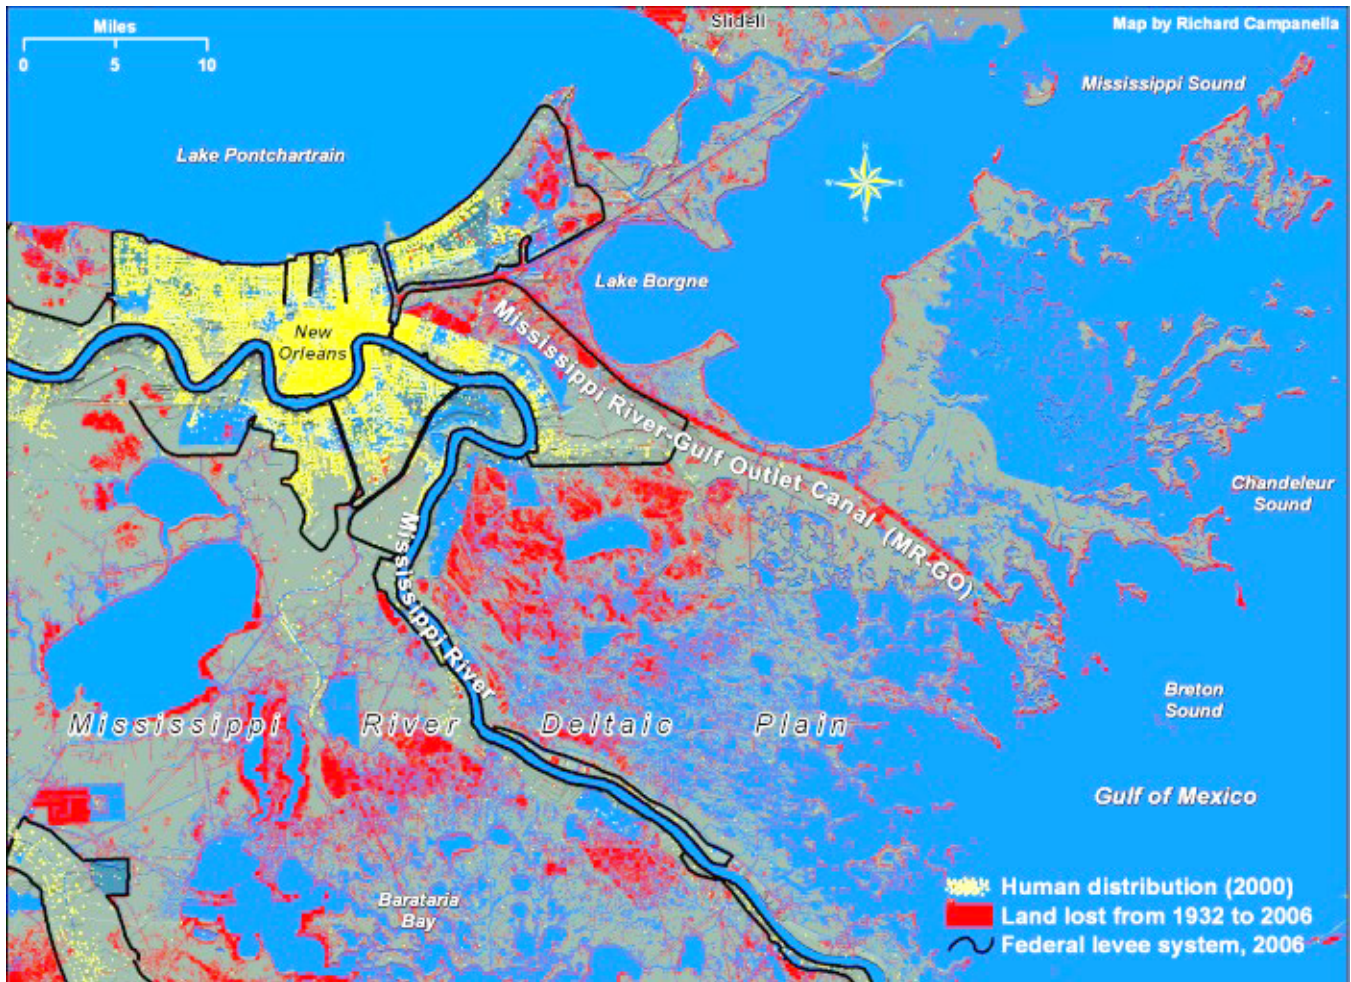 Miles
0 5 10
Slidell
Map by Richard Campanella
Mississippi Sound
Lake Pontchartrain
N
W E
S
Lake Borgne
New
Orleans
Mississippi River-Gulf Outlet Canal (MR-GO)
Chandeleur
Sound
Mississippi River
Breton
Sound
Mississippi River Deltaic Plain
Gulf of Mexico
Barataria
Bay
Human distribution (2000)
Land lost from 1932 to 2006
Federal levee system, 2006